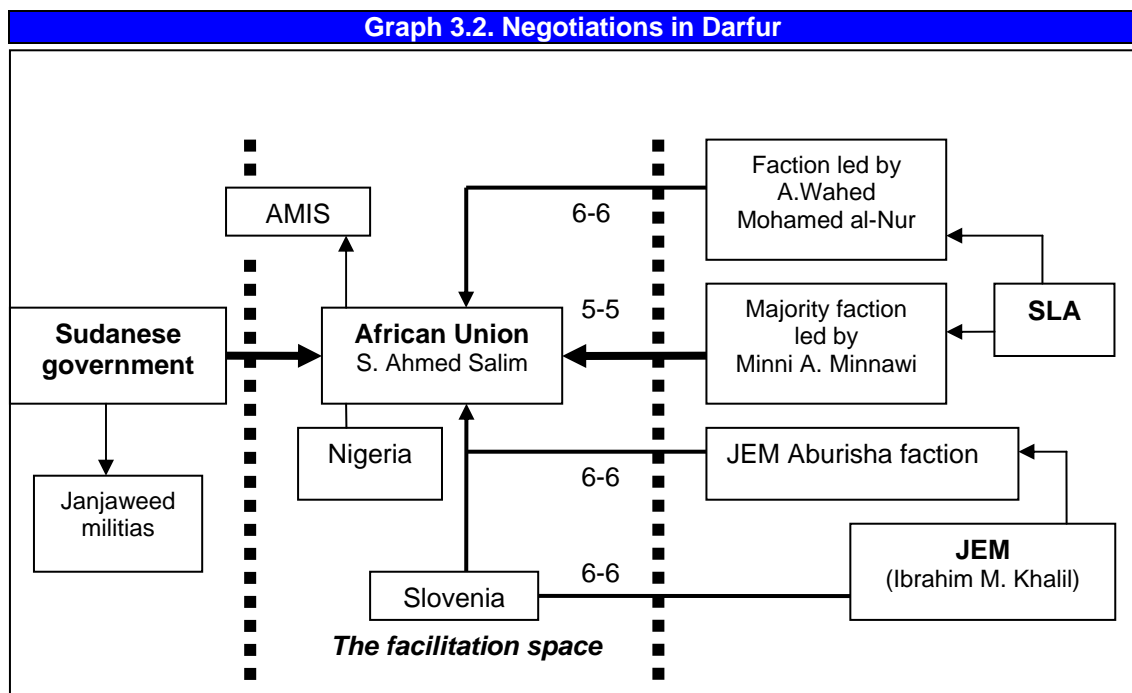 Graph 3.2. Negotiations in Darfur
Faction led by
A.Wahed
Mohamed al-Nur
AMIS
6-6
Sudanese
government
African Union
S. Ahmed Salim
5-5
Majority faction
led by
Minni A. Minnawi
SLA
Nigeria
JEM Aburisha faction
6-6
Janjaweed
militias
JEM
(Ibrahim M. Khalil)
6-6
Slovenia
The facilitation space